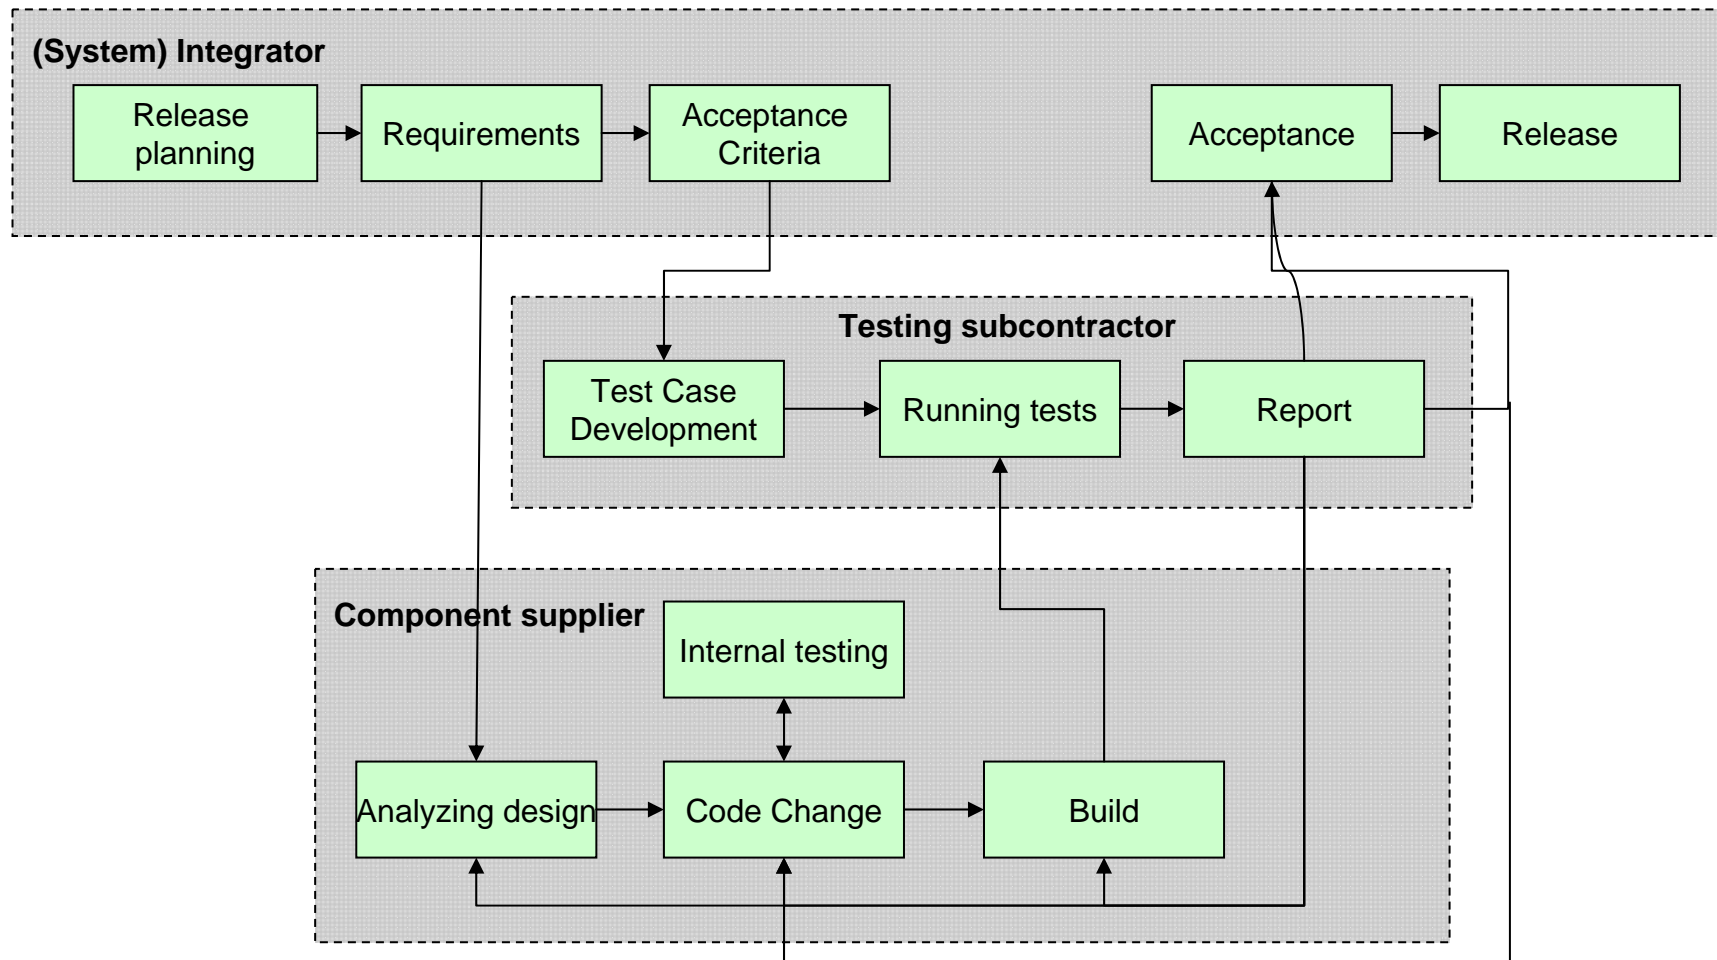 (System) Integrator
Release
planning
Requirements
Acceptance
Criteria
Acceptance
Release
Testing subcontractor
Test Case
Development
Running tests
Report
Component supplier
Internal testing
Analyzing design
Code Change
Build